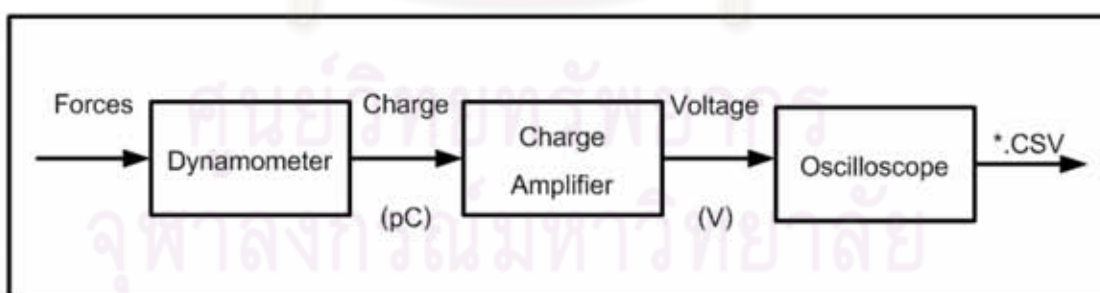 Forces
Charge
Voltage
Dynamometer
Charge
Amplifier
Oscilloscope
*.CSV
(pC)
(V)
ศูนย์วิทยทรัพยากร
จุฬาลงกรณ์มหาวิทยาลัย